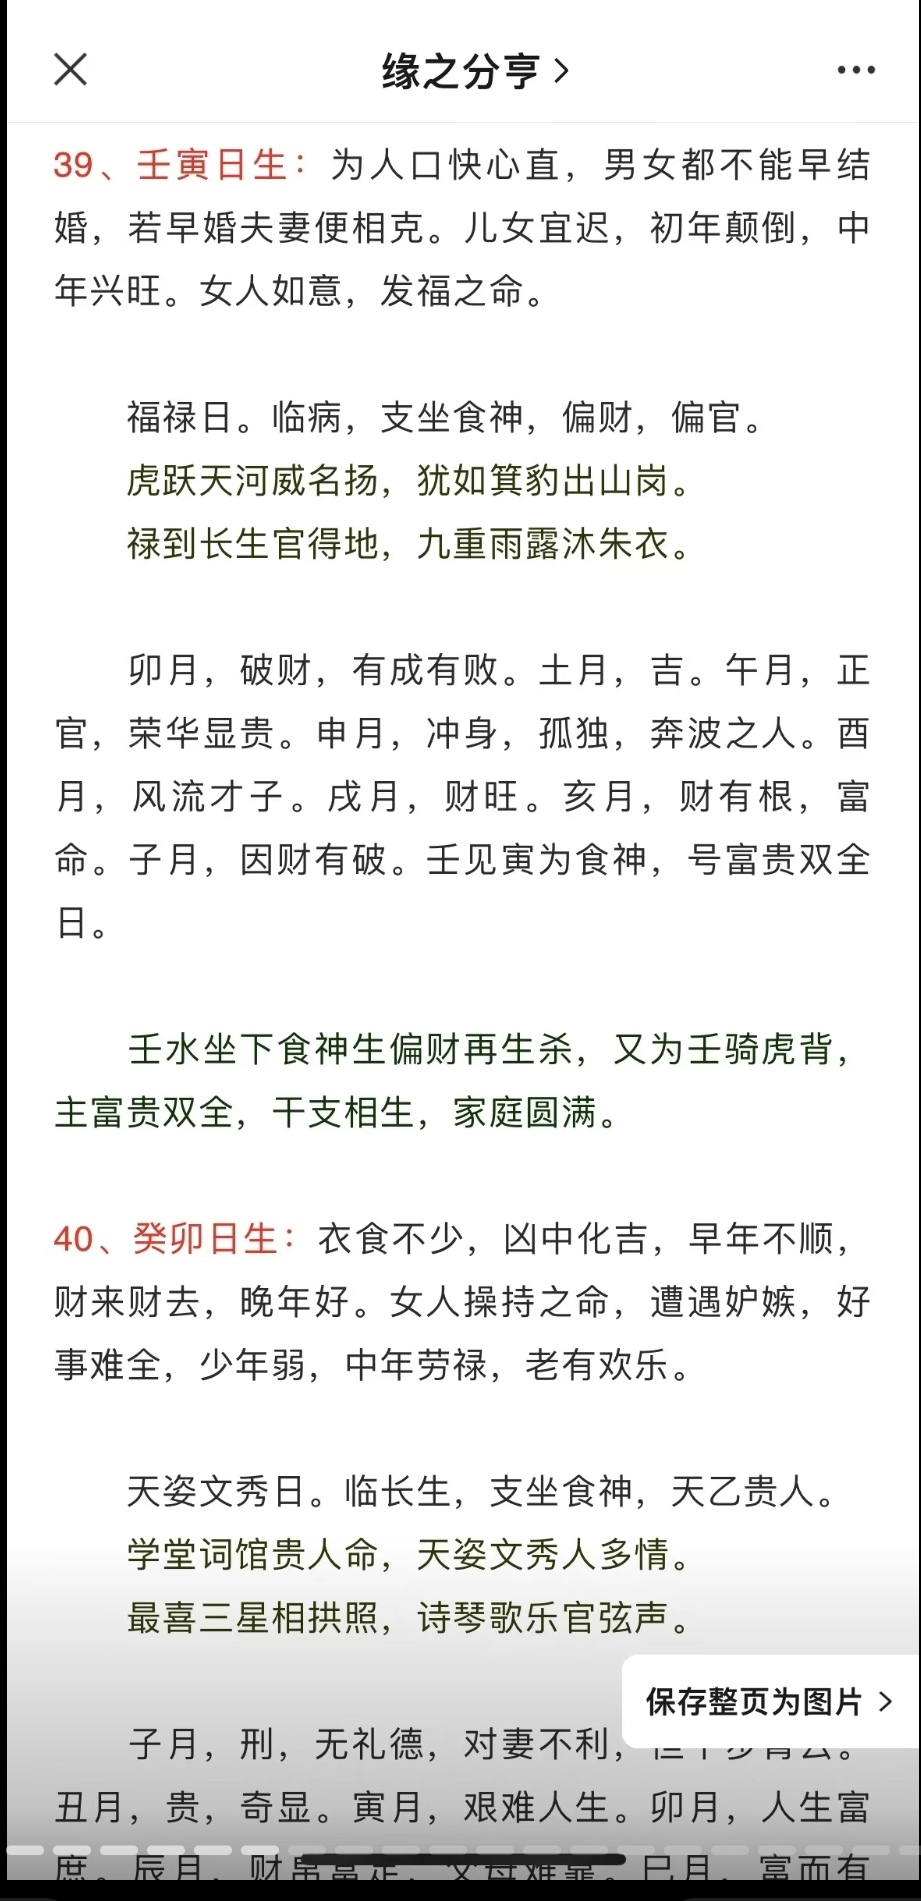 缘之分亨
39、壬寅日生：为人口快心直，男女都不能早结
婚，若早婚夫妻便相克。儿女宜迟，初年颠倒，中
年兴旺。女人如意，发福之命。
福禄日。临病，支坐食神，偏财，偏官。
虎跃天河威名扬，犹如箕豹出山岗。
禄到长生官得地，九重雨露沐朱衣。
卯月，破财，有成有败。土月，吉。午月，正
官，荣华显贵。申月，冲身，孤独，奔波之人。酉
月，风流才子。戌月，财旺。亥月，财有根，富
命。子月，因财有破。壬见寅为食神，号富贵双全
日。
壬水坐下食神生偏财再生杀，又为壬骑虎背，
主富贵双全，干支相生，家庭圆满。
40、癸卯日生：衣食不少，凶中化吉，早年不顺，
财来财去，晚年好。女人操持之命，遭遇妒嫉，好
事难全，少年弱，中年劳禄，老有欢乐。
天姿文秀日。临长生，支坐食神，天乙贵人。
学堂词馆贵人命，天姿文秀人多情。
最喜三星相拱照，诗琴歌乐官弦声。
保存整页为图片
子月，刑，无礼德，对妻不利，
丑月，贵，奇显。寅月，艰难人生。卯月，人生富
庶。辰月，财帛富足，父母难靠。巳月，富而有